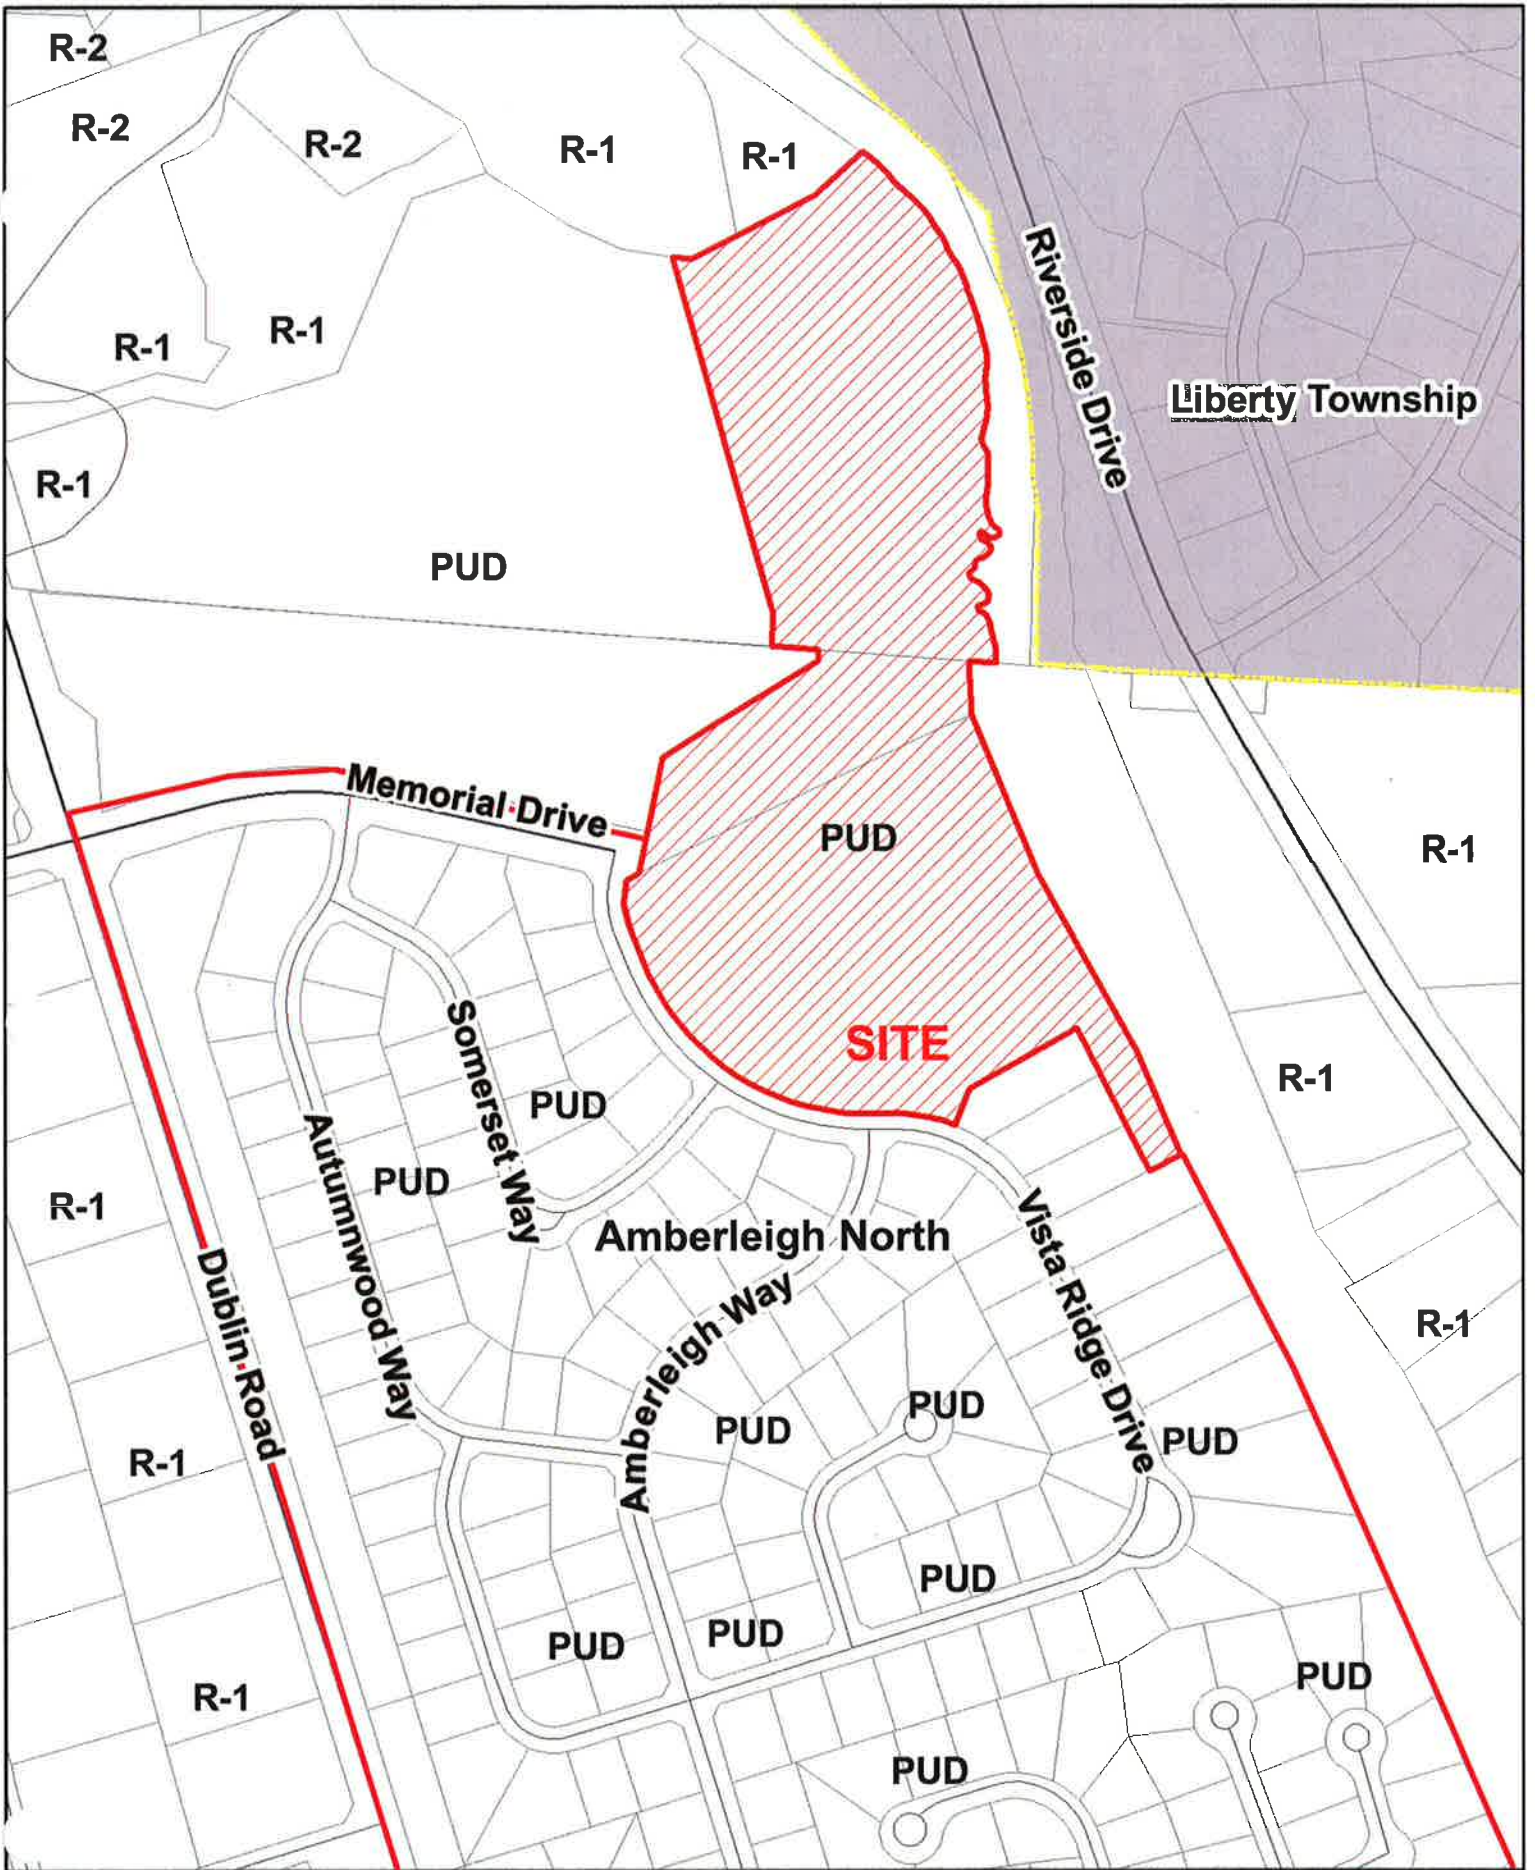 R-2
R-2
R-2
R-1
R-1
R-1
R-1
Riverside Drive
Liberty Township
R-1
PUD
Memorial Drive
PUD
R-1
SITE
R-1
Somerset Way
PUD
Autumnwood Way
PUD
R-1
Amberleigh North
Vista Ridge Drive
Dublin Road
Amberleigh Way
R-1
PUD
PUD
PUD
R-1
PUD
PUD
PUD
R-1
PUD
PUD